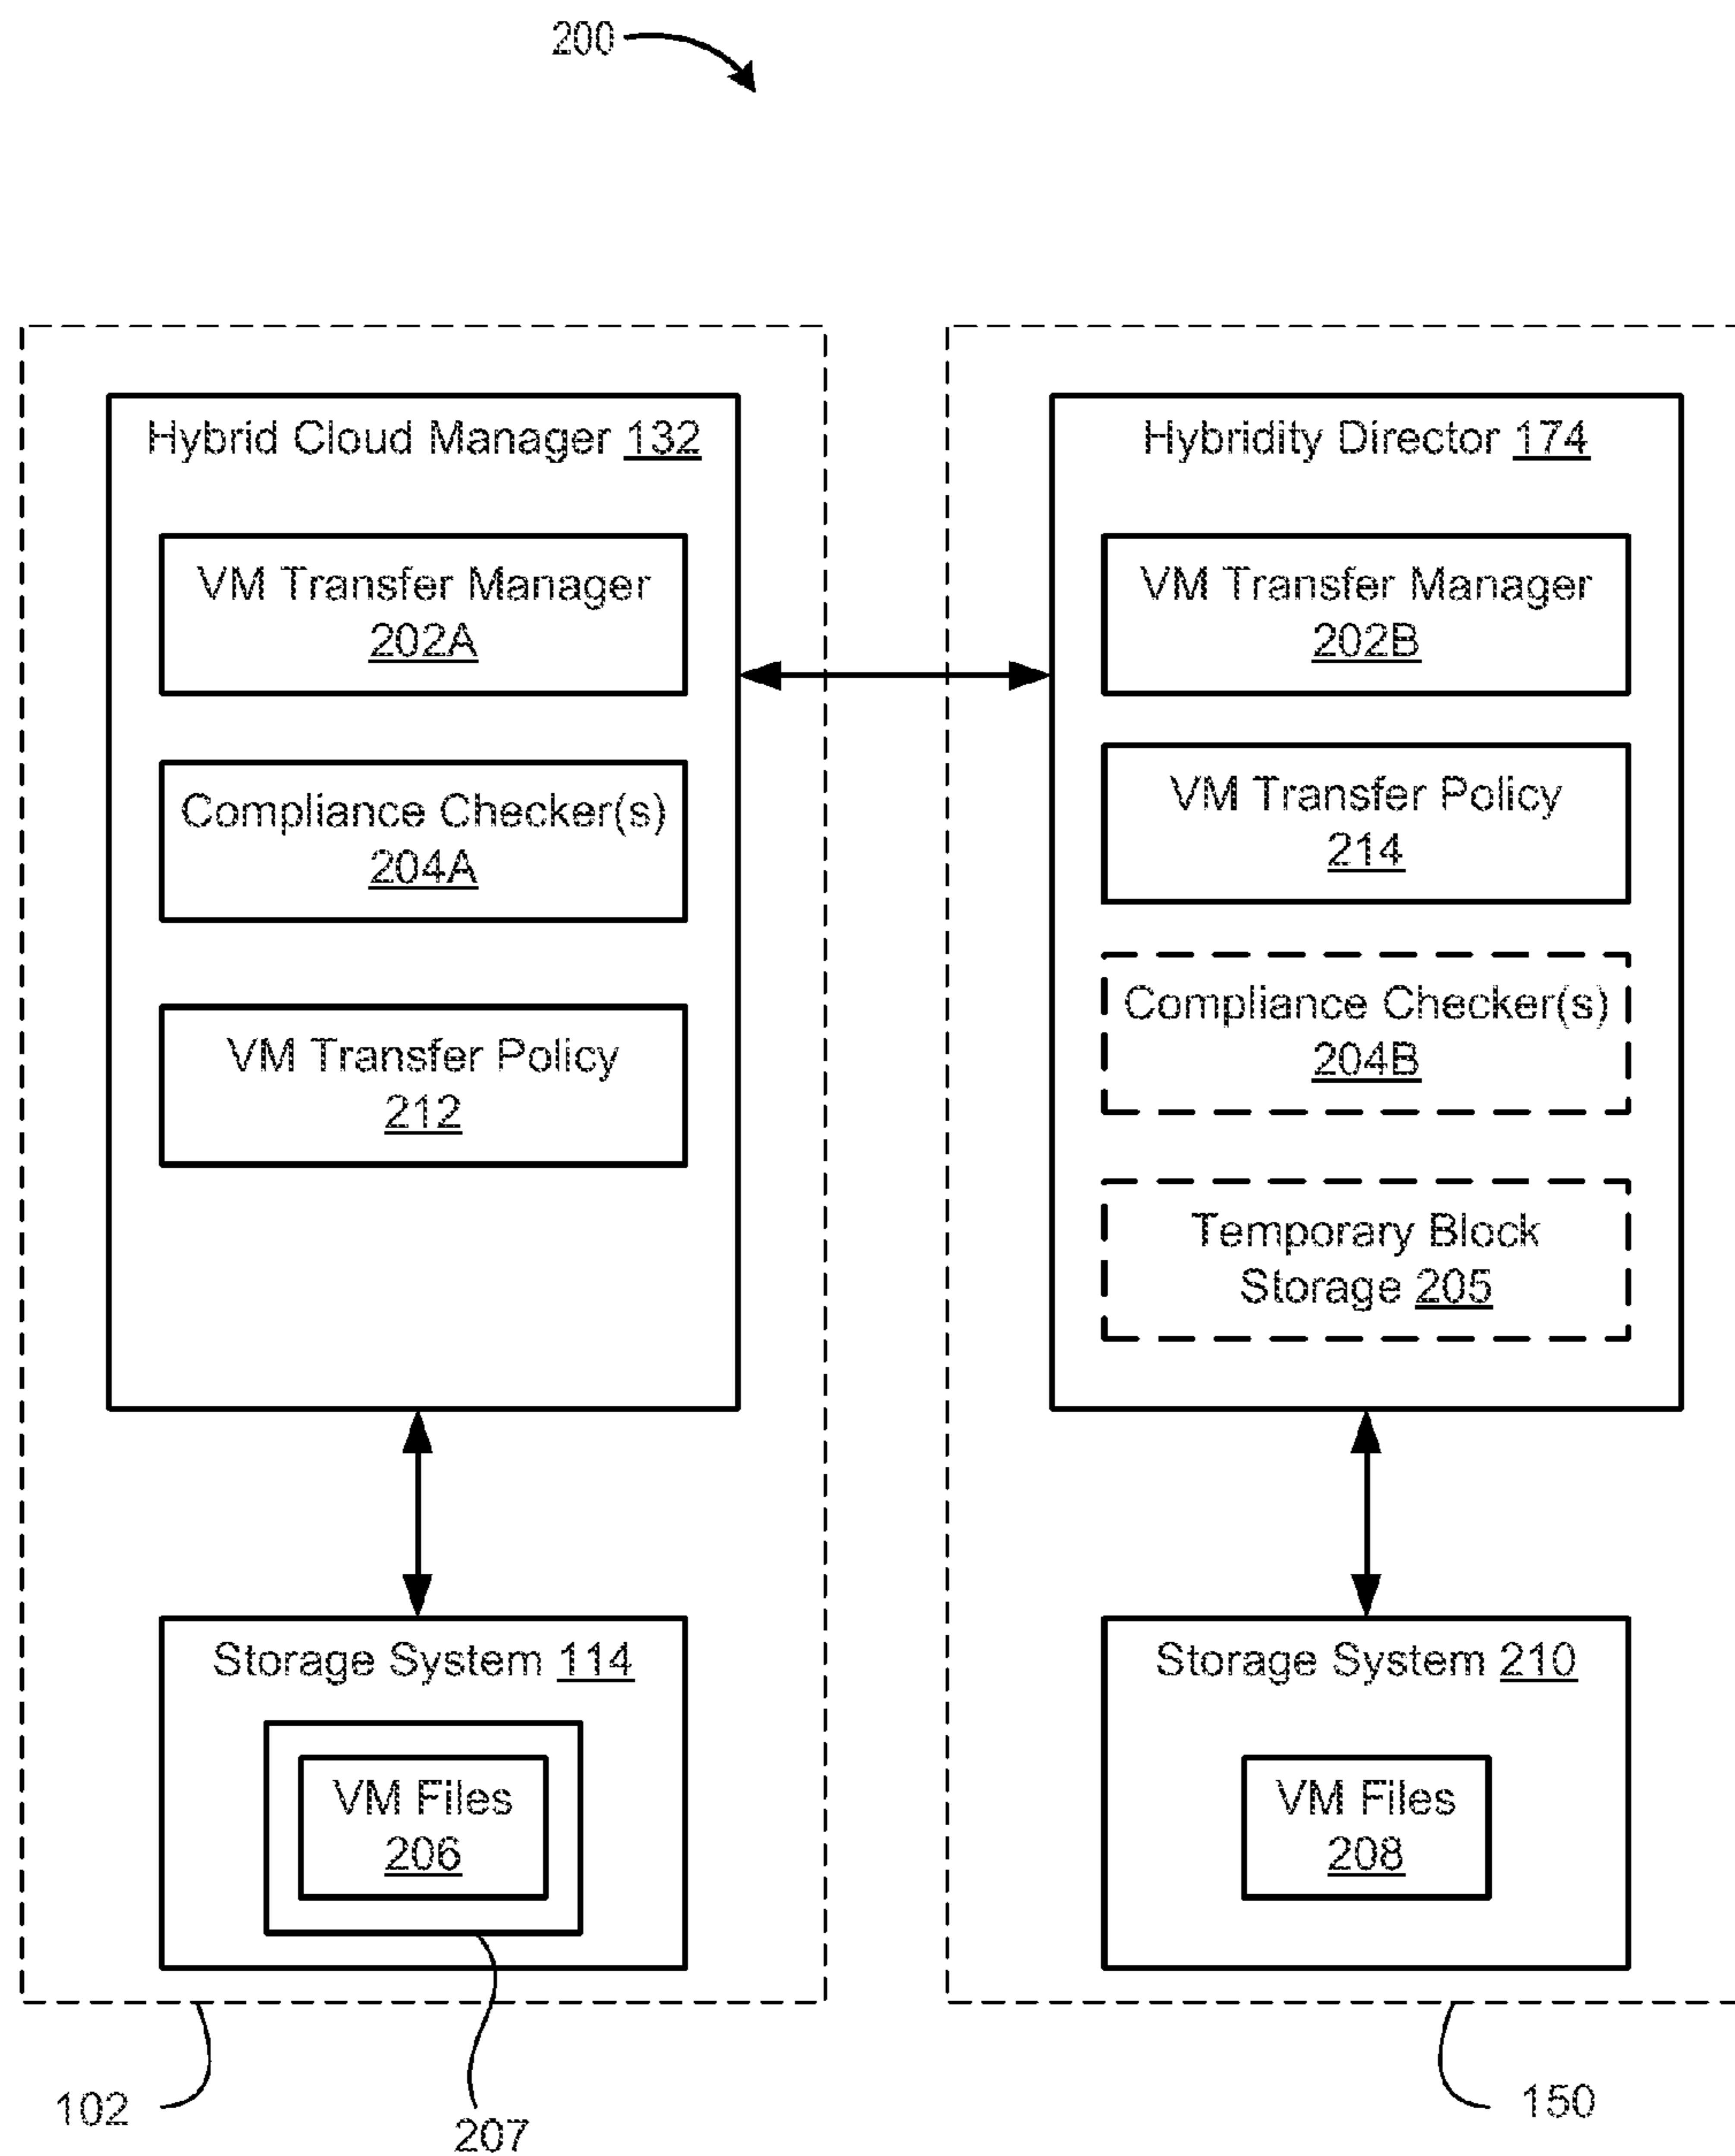 200
Hybrid Cloud Manager 132
VM Transfer Manager
202A
Compliance Checker(s)
204A
VM Transfer Policy
212
Storage System 114
VM Files
206
Hybridity Director 174
VM Transfer Manager
202B
VM Transfer Policy
214
Compliance Checker(s)
204B
Temporary Block
Storage 205
Storage System 210
VM Files
208
102
207
150